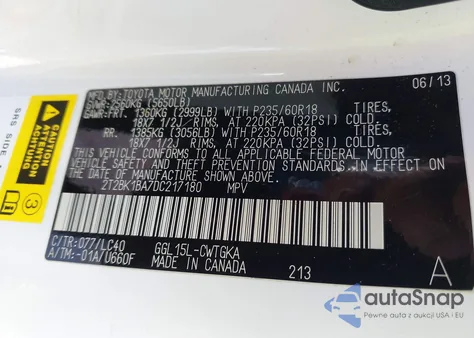 MFD. BY: TOYOTA MOTOR MANUFACTURING CANADA INC. 06/13
GVWR: 2560KG (5650LB)
GAWR: FRT. 1360KG (2999LB) WITH P235/60R18 TIRES,
18X7 1/2J RIMS, AT 220KPA (32PSI) COLD.
RR. 1385KG (3056LB) WITH P235/60R18 TIRES,
18X7 1/2J RIMS, AT 220KPA (32PSI) COLD.
THIS VEHICLE CONFORMS TO ALL APPLICABLE FEDERAL MOTOR
VEHICLE SAFETY STANDARDS IN EFFECT ON
THE DATE OF MANUFACTURE SHOWN ABOVE.
2T2BK1BA7DC217180 MPV
C/TR: 077/LC40 GGL15L-CWTGKA
A/TM: -01A/U660F MADE IN CANADA 213 A
SRS SIDE
ATTENTION
3
autoSnap
Pewne auta z aukcji USA i EU